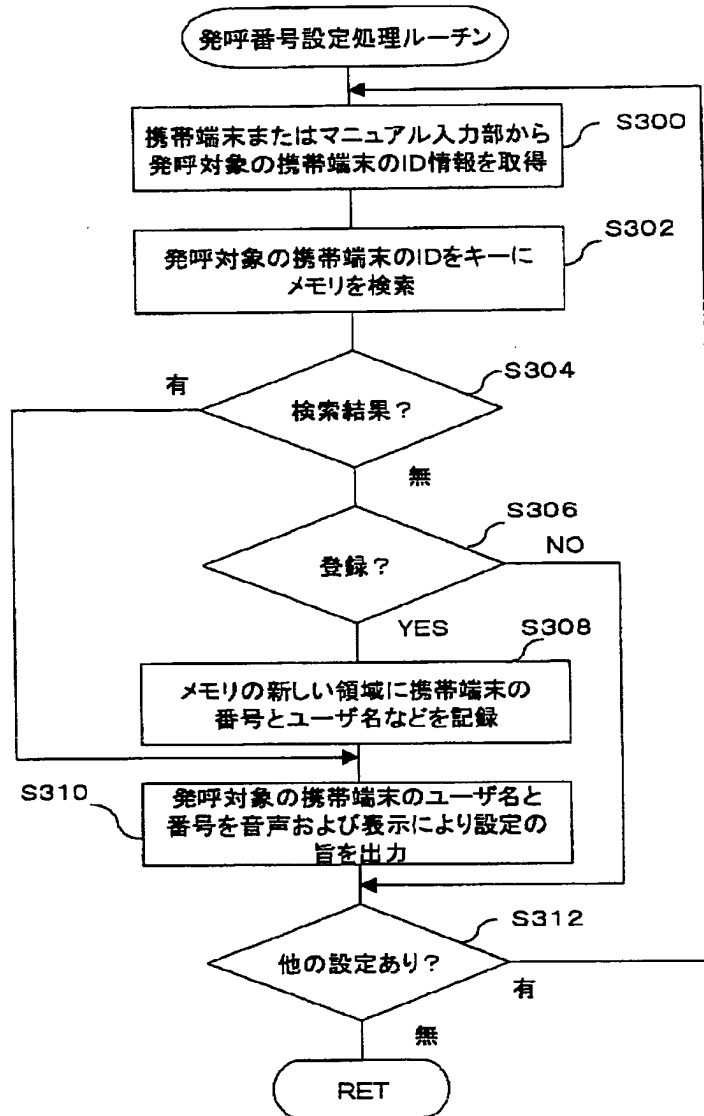 発呼番号設定処理ルーチン
携帯端末またはマニュアル入力部から
発呼対象の携帯端末のID情報を取得
S300
発呼対象の携帯端末のIDをキーに
メモリを検索
S302
検索結果?
S304
有
無
登録?
S306
NO
YES
メモリの新しい領域に携帯端末の
番号とユーザ名などを記録
S308
発呼対象の携帯端末のユーザ名と
番号を音声および表示により設定の
旨を出力
S310
他の設定あり?
S312
有
無
RET